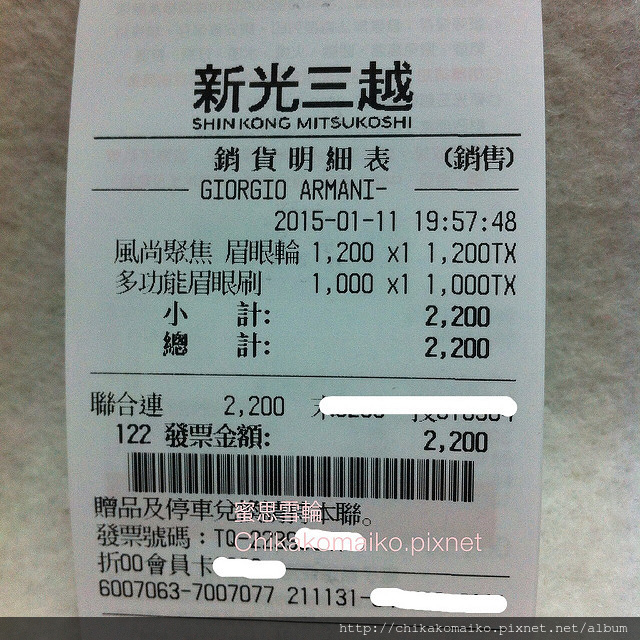 新光三越
SHIN KONG MITSUKOSHI
銷貨明細表 (銷售)
GIORGIO ARMANI-
2015-01-11 19:57:48
風尚聚焦 眉眼輪 1,200 x1 1,200TX
多功能眉眼刷 1,000 x1 1,000TX
小 計: 2,200
總 計: 2,200
聯合連 2,200
122 發票金額: 2,200
贈品及停車兌 本聯。
蜜思雪輪
發票號碼：TQ
Chikakomaiko.pixnet
折00會員卡
6007063-7007077 211131-
http://chikakomaiko.pixnet.net/album